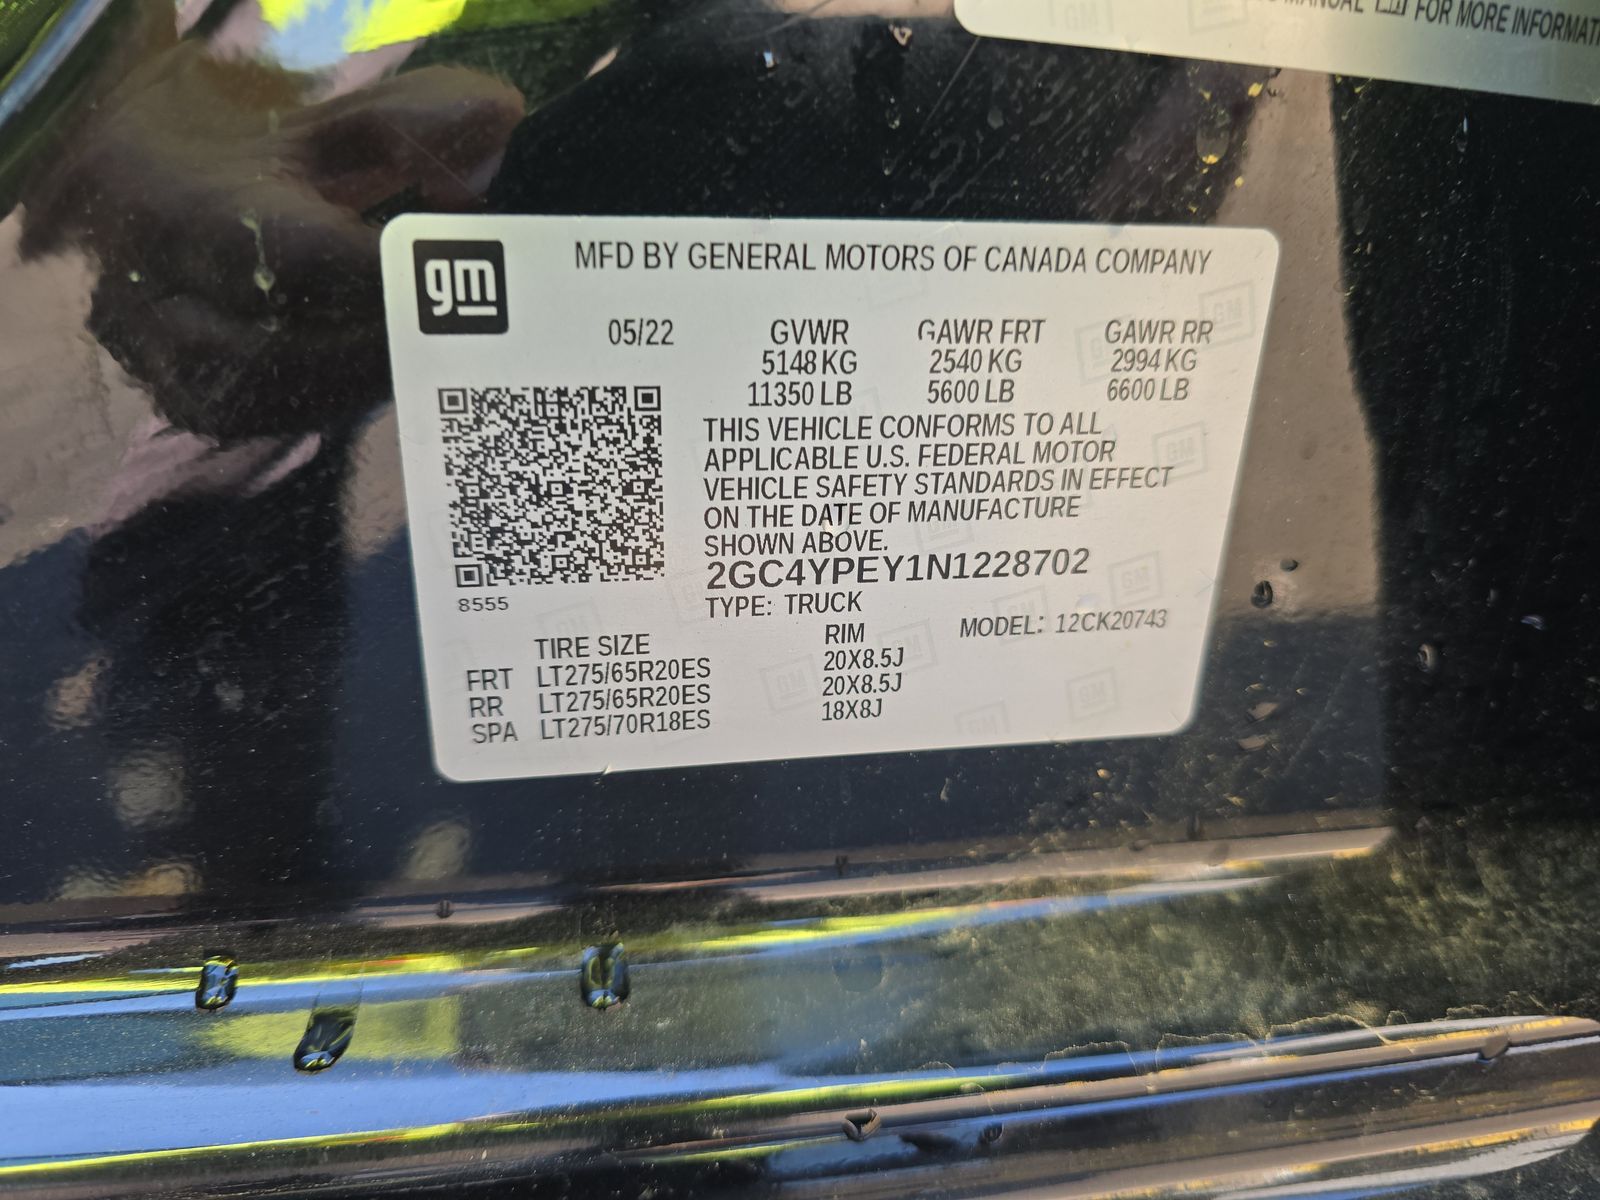 MANUAL FOR MORE INFORMATI
gm
MFD BY GENERAL MOTORS OF CANADA COMPANY
05/22 GVWR GAWR FRT GAWR RR
5148 KG 2540 KG 2994 KG
11350 LB 5600 LB 6600 LB
THIS VEHICLE CONFORMS TO ALL
APPLICABLE U.S. FEDERAL MOTOR
VEHICLE SAFETY STANDARDS IN EFFECT
ON THE DATE OF MANUFACTURE
SHOWN ABOVE.
2GC4YPEY1N1228702
8555
TYPE: TRUCK
MODEL: 12CK20743
TIRE SIZE RIM
FRT LT275/65R20ES 20X8.5J
RR LT275/65R20ES 20X8.5J
SPA LT275/70R18ES 18X8J